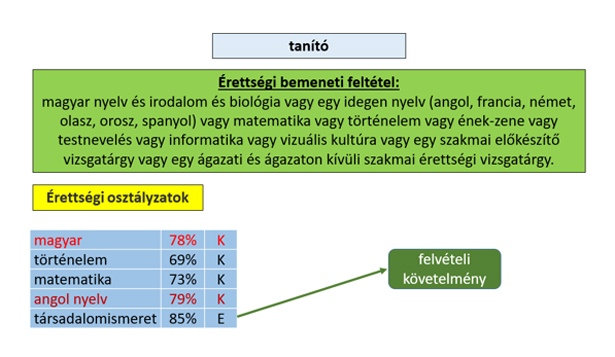 tanító
Érettségi bemeneti feltétel:
magyar nyelv és irodalom és biológia vagy egy idegen nyelv (angol, francia, német,
olasz, orosz, spanyol) vagy matematika vagy történelem vagy ének-zene vagy
testnevelés vagy informatika vagy vizuális kultúra vagy egy szakmai előkészítő
vizsgatárgy vagy egy ágazati és ágazaton kívüli szakmai érettségi vizsgatárgy.
Érettségi osztályzatok
magyar 78% K
történelem 69% K
matematika 73% K
angol nyelv 79% K
társadalomismeret 85% E
felvételi
követelmény